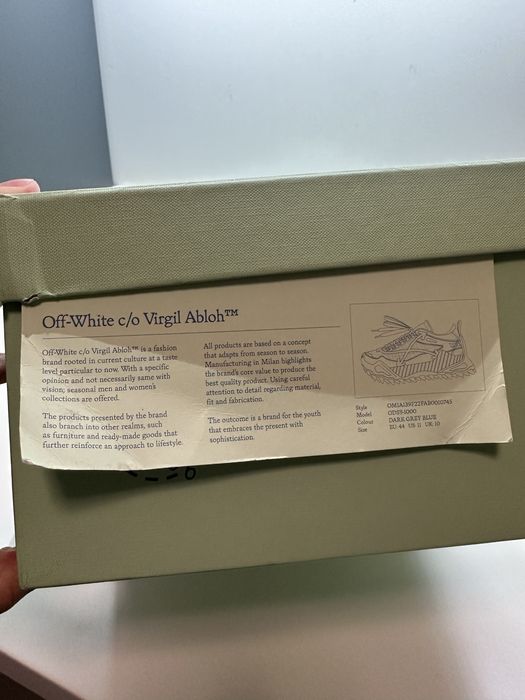 Off-White c/o Virgil Abloh™
Off-White c/o Virgil Abloh™ is a fashion
brand rooted in current culture at a taste
level particular to now. With a specific
opinion and not necessarily same with
vision; seasonal men and women's
collections are offered.
The products presented by the brand
also branch into other realms, such
as furniture and ready-made goods that
further reinforce an approach to lifestyle.
All products are based on a concept
that adapts from season to season.
Manufacturing in Milan highlights
the brand's core value to produce the
best quality product. Using careful
attention to detail regarding material,
fit and fabrication.
The outcome is a brand for the youth
that embraces the present with
sophistication.
Style OMIA139F22FAB0010745
Model ODSY-1000
Colour DARK GREY BLUE
Size EU: 44 US: 11 UK: 10